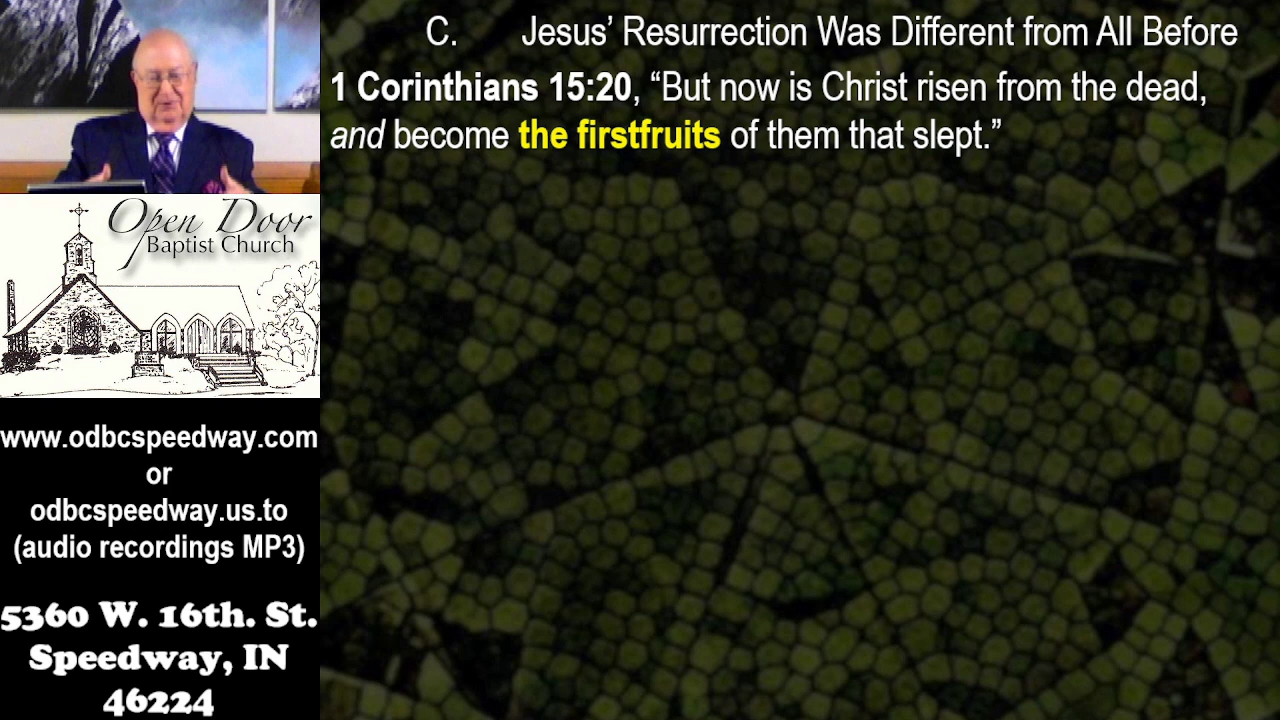 C. Jesus’ Resurrection Was Different from All Before
1 Corinthians 15:20, “But now is Christ risen from the dead,
and become the firstfruits of them that slept.”
Open Door
Baptist Church
www.odbcspeedway.com
or
odbcspeedway.us.to
(audio recordings MP3)
5360 W. 16th. St.
Speedway, IN
46224